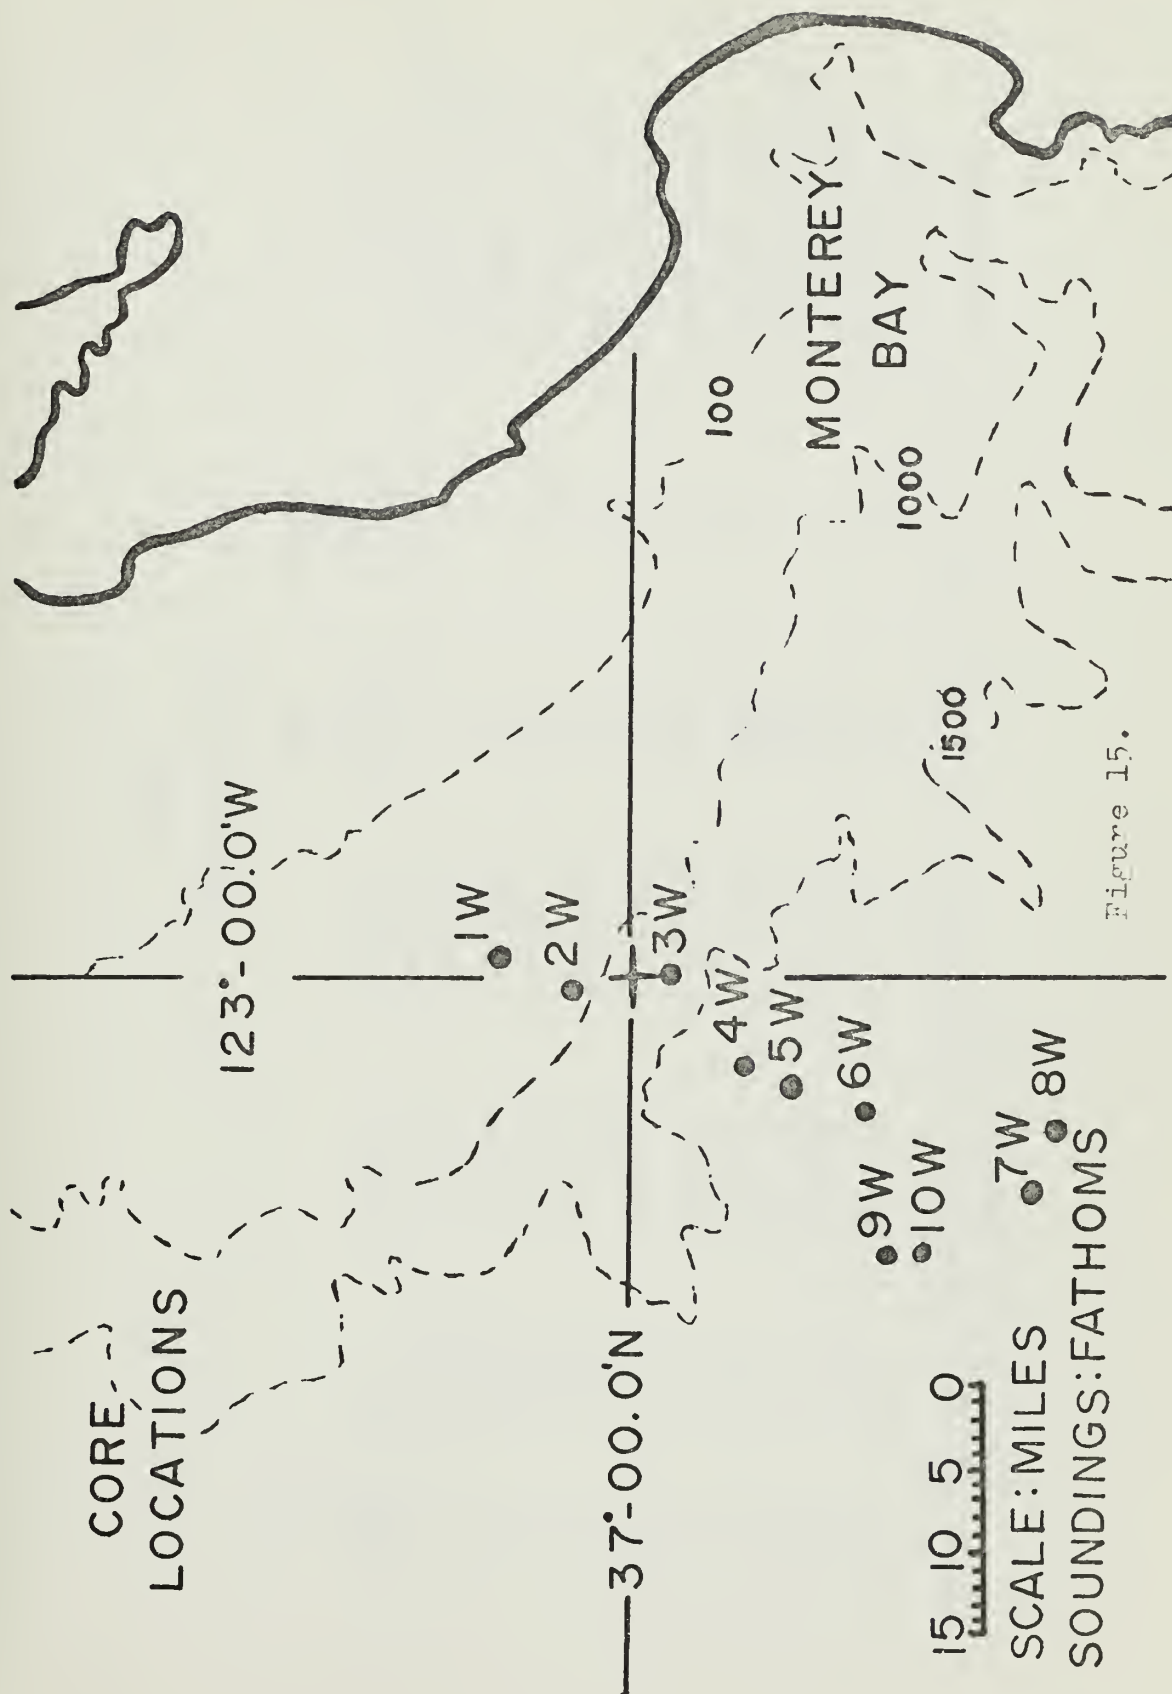 CORE
LOCATIONS
123°-00.0'W
37°-00.0'N
1W
2W
3W
4W
5W
6W
9W
10W
7W
8W
100
MONTEREY
BAY
1000
1500
15 10 5 0
SCALE: MILES
SOUNDINGS: FATHOMS
Figure 15.